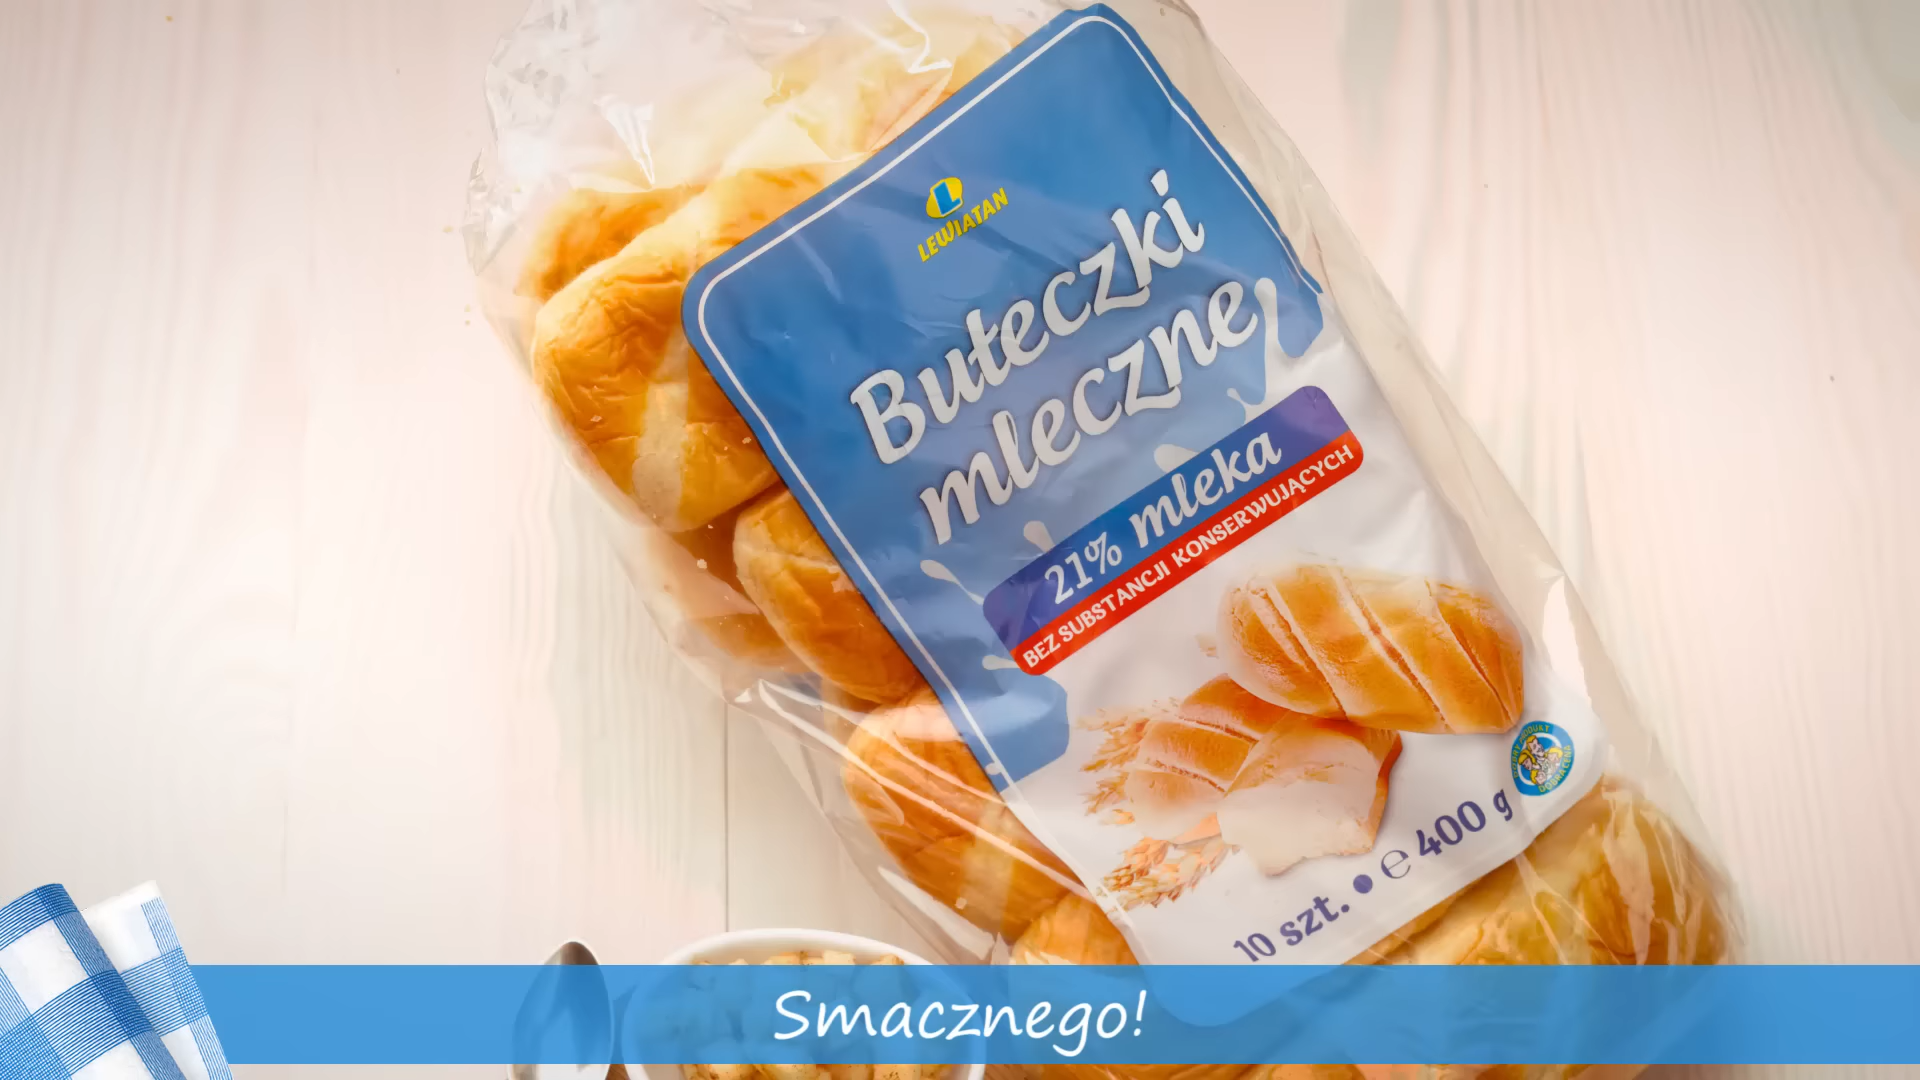 LEWIATAN
Bułeczki
mleczne
21% mleka
BEZ SUBSTANCJI KONSERWUJĄCYCH
10 szt. • ℮ 400 g
Smacznego!